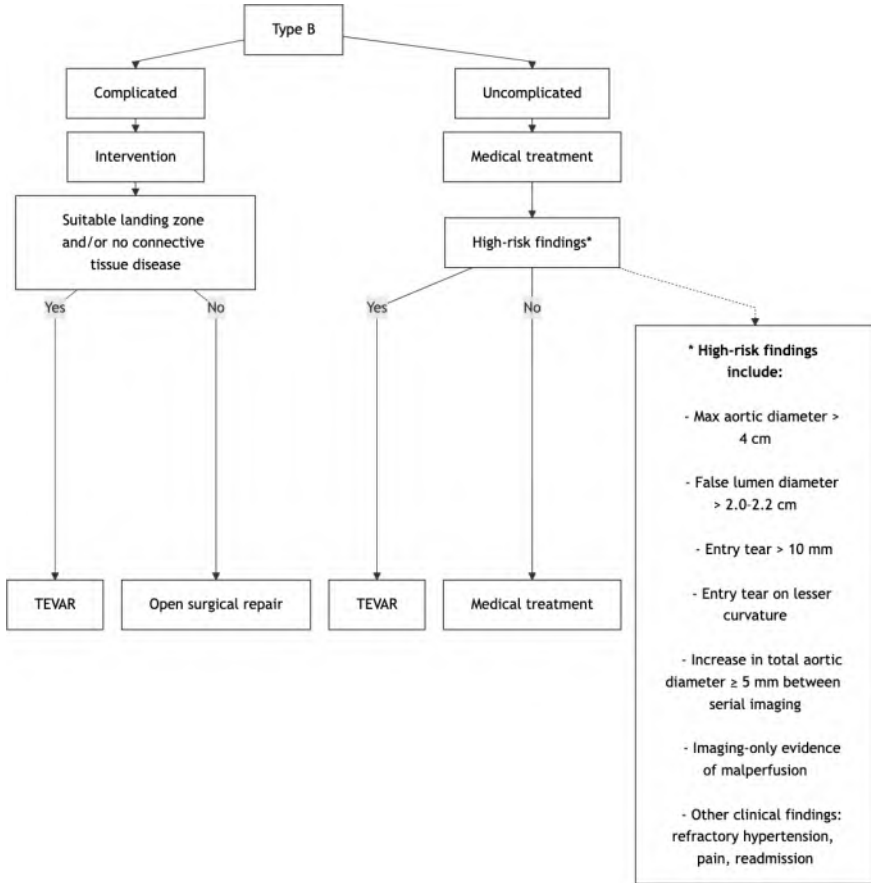 Type B
Complicated
Uncomplicated
Intervention
Medical treatment
Suitable landing zone
and/or no connective
tissue disease
High-risk findings*
Yes
No
Yes
No
* High-risk findings
include:
- Max aortic diameter >
4 cm
- False lumen diameter
> 2.0-2.2 cm
- Entry tear > 10 mm
- Entry tear on lesser
curvature
- Increase in total aortic
diameter ≥ 5 mm between
serial imaging
- Imaging-only evidence
of malperfusion
- Other clinical findings:
refractory hypertension,
pain, readmission
TEVAR
Open surgical repair
TEVAR
Medical treatment